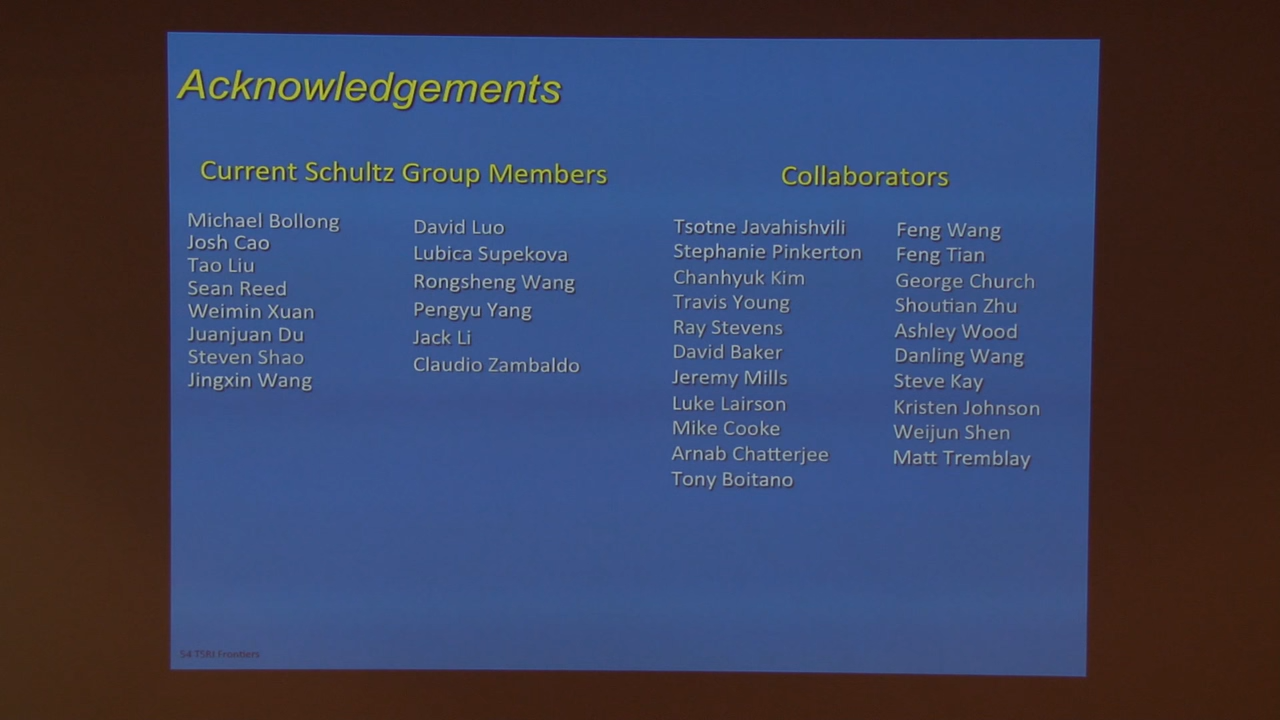 Acknowledgements
Current Schultz Group Members
Michael Bollong
Josh Cao
Tao Liu
Sean Reed
Weimin Xuan
Juanjuan Du
Steven Shao
Jingxin Wang
David Luo
Lubica Supekova
Rongsheng Wang
Pengyu Yang
Jack Li
Claudio Zambaldo
Collaborators
Tsotne Javahishvili
Stephanie Pinkerton
Chanhyuk Kim
Travis Young
Ray Stevens
David Baker
Jeremy Mills
Luke Lairson
Mike Cooke
Arnab Chatterjee
Tony Boitano
Feng Wang
Feng Tian
George Church
Shoutian Zhu
Ashley Wood
Danling Wang
Steve Kay
Kristen Johnson
Weijun Shen
Matt Tremblay
54 TSRI Frontiers